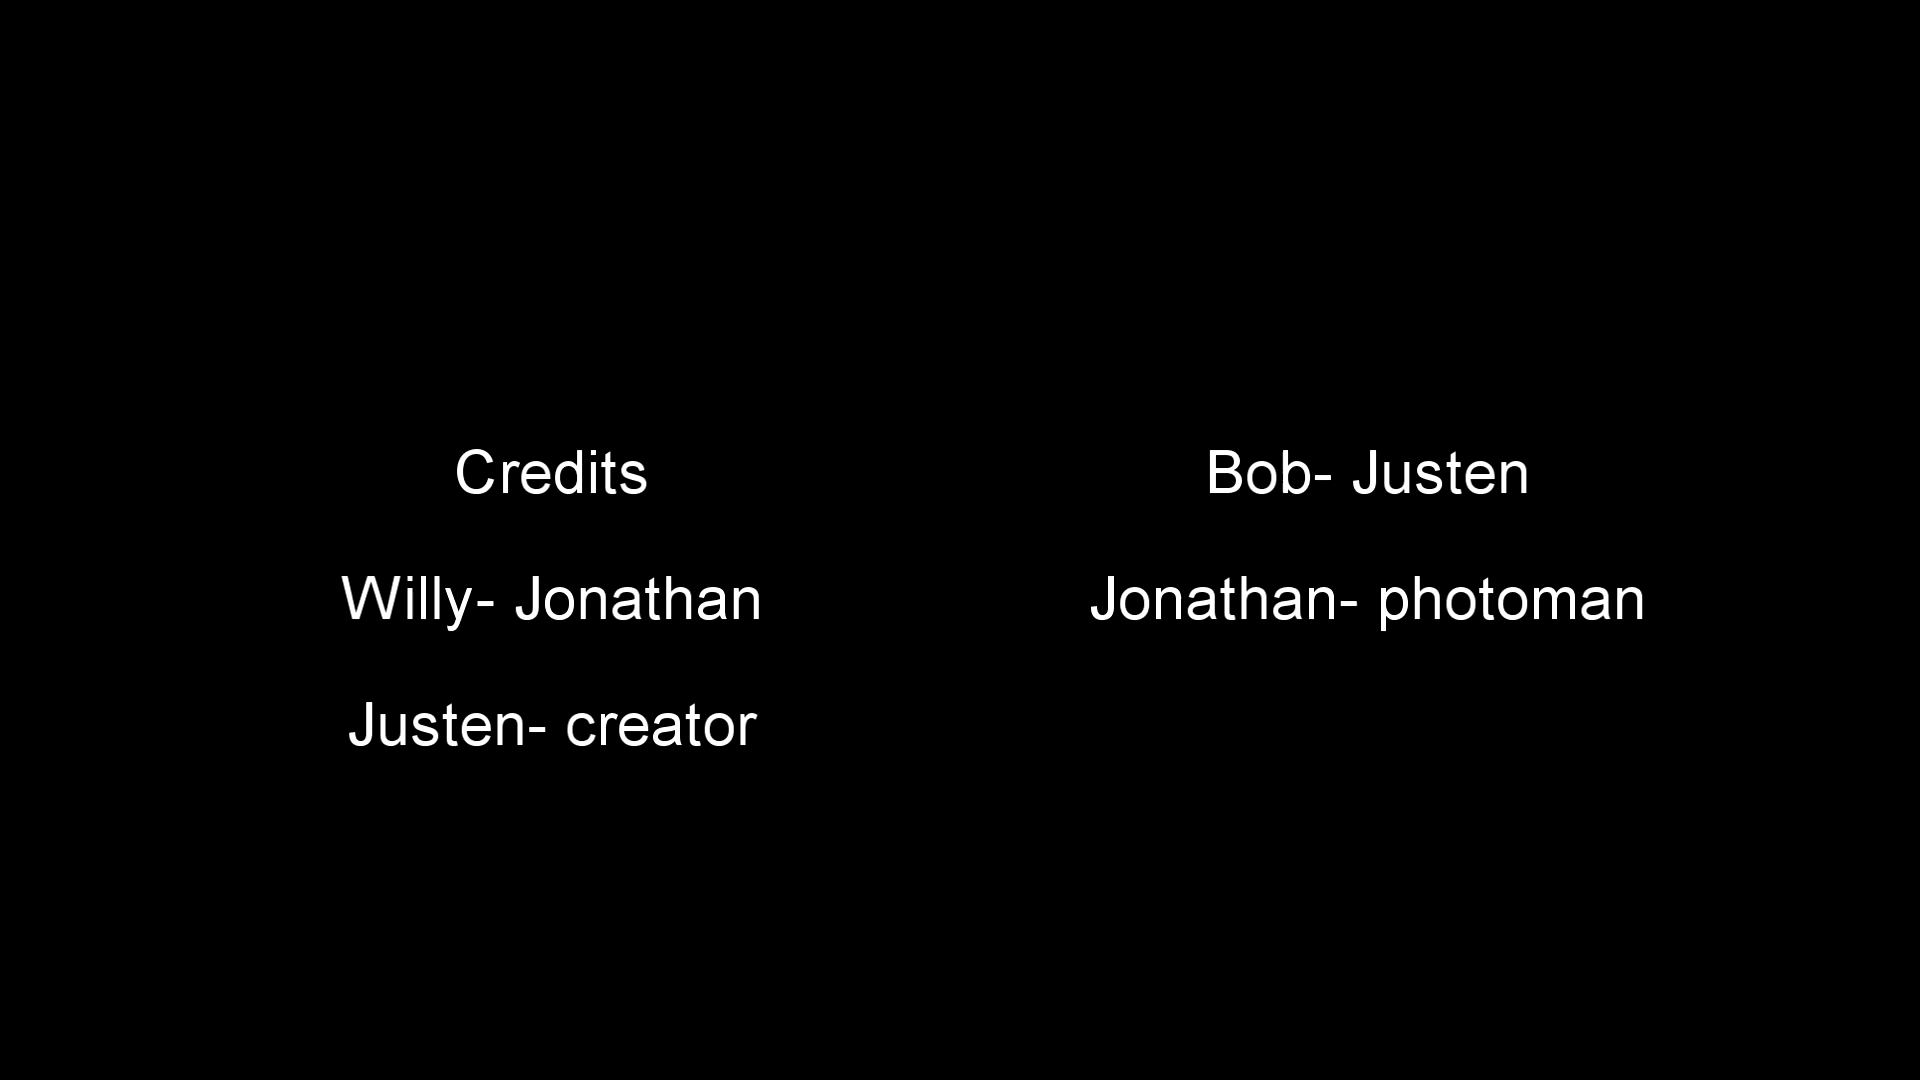 Credits
Bob- Justen
Willy- Jonathan
Jonathan- photoman
Justen- creator